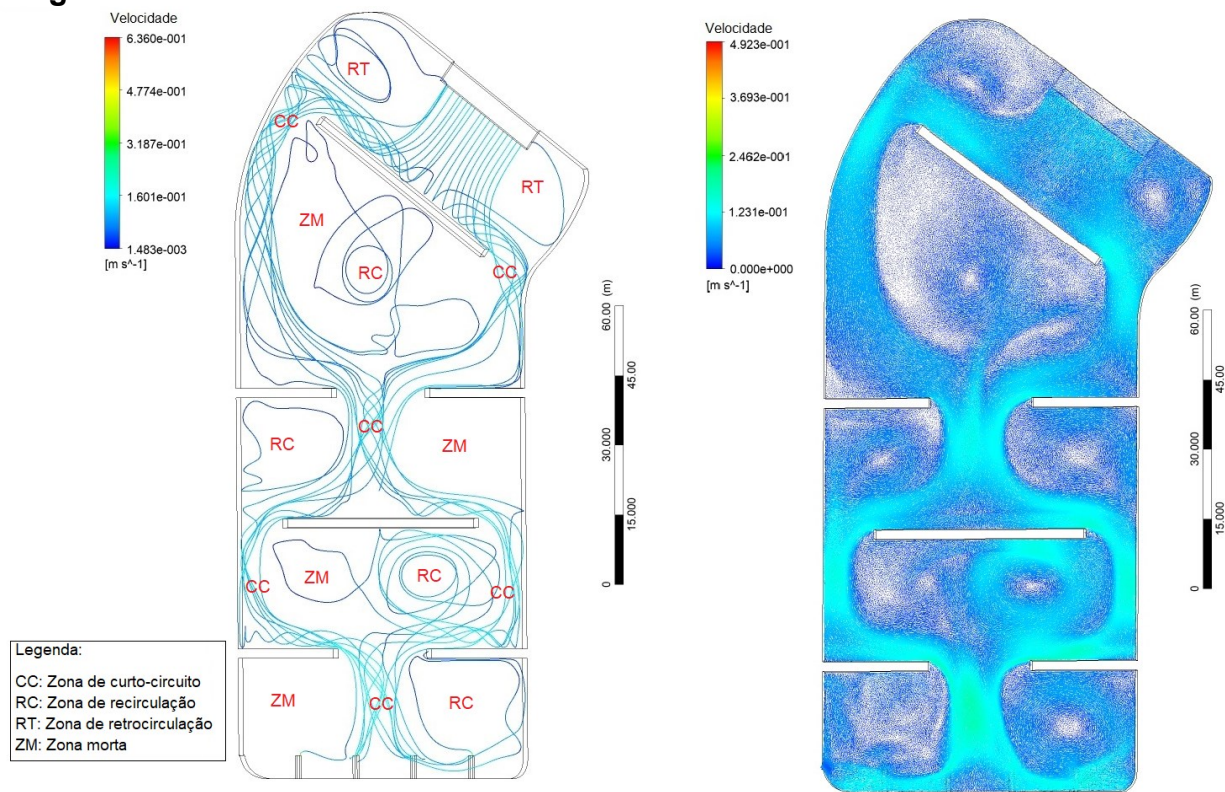 Velocidade
6.360e-001
4.774e-001
3.187e-001
1.601e-001
1.483e-003
[m s^-1]
RT
CC
RT
ZM
RC
CC
CC
RC
ZM
ZM
RC
CC
CC
ZM
CC
RC
0
15.000
30.000
45.00
60.00 (m)
Legenda:
CC: Zona de curto-circuito
RC: Zona de recirculação
RT: Zona de retrocirculação
ZM: Zona morta
Velocidade
4.923e-001
3.693e-001
2.462e-001
1.231e-001
0.000e+000
[m s^-1]
0
15.000
30.000
45.00
60.00 (m)